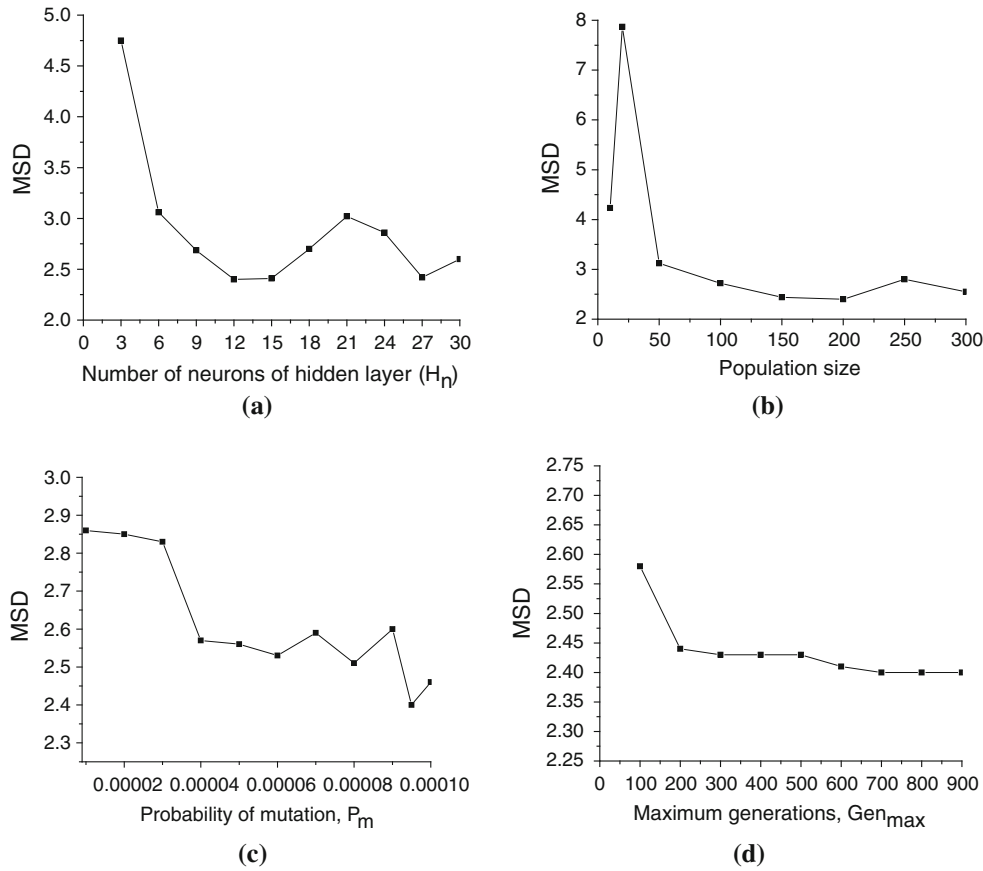 5.0
4.5
4.0
3.5
3.0
2.5
2.0
MSD
0 3 6 9 12 15 18 21 24 27 30
Number of neurons of hidden layer (Hn)
(a)
8
7
6
5
4
3
2
MSD
0 50 100 150 200 250 300
Population size
(b)
3.0
2.9
2.8
2.7
2.6
2.5
2.4
2.3
MSD
0.00002 0.00004 0.00006 0.00008 0.00010
Probability of mutation, Pm
(c)
2.75
2.70
2.65
2.60
2.55
2.50
2.45
2.40
2.35
2.30
2.25
MSD
0 100 200 300 400 500 600 700 800 900
Maximum generations, Genmax
(d)